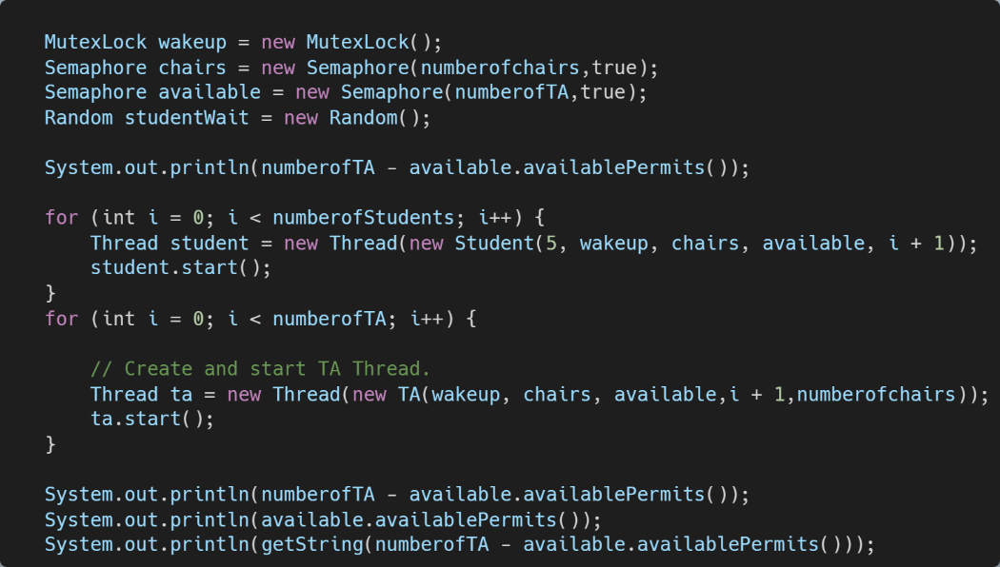 MutexLock wakeup = new MutexLock();
Semaphore chairs = new Semaphore(numberofchairs,true);
Semaphore available = new Semaphore(numberofTA,true);
Random studentWait = new Random();
System.out.println(numberofTA - available.availablePermits());
for (int i = 0; i < numberofStudents; i++) {
    Thread student = new Thread(new Student(5, wakeup, chairs, available, i + 1));
    student.start();
}
for (int i = 0; i < numberofTA; i++) {
    // Create and start TA Thread.
    Thread ta = new Thread(new TA(wakeup, chairs, available,i + 1,numberofchairs));
    ta.start();
}
System.out.println(numberofTA - available.availablePermits());
System.out.println(available.availablePermits());
System.out.println(getString(numberofTA - available.availablePermits()));